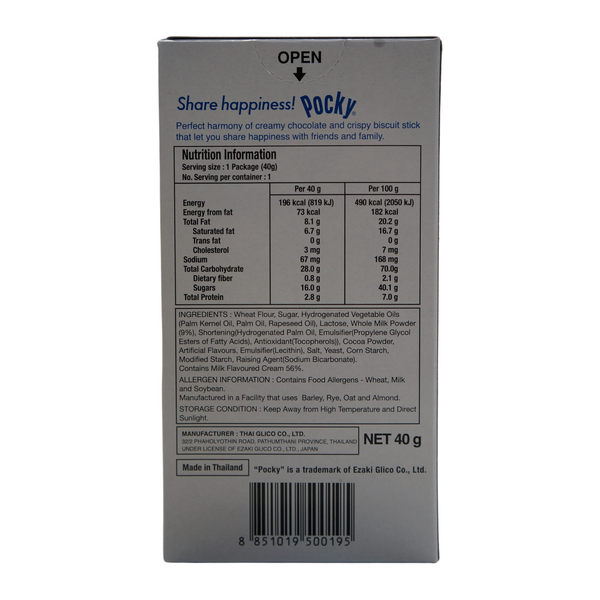 OPEN
Share happiness! Pocky®
Perfect harmony of creamy chocolate and crispy biscuit stick
that let you share happiness with friends and family.
Nutrition Information
Serving size : 1 Package (40g)
No. Serving per container : 1
Per 40 g Per 100 g
Energy 196 kcal (819 kJ) 490 kcal (2050 kJ)
Energy from fat 73 kcal 182 kcal
Total Fat 8.1 g 20.2 g
Saturated fat 6.7 g 16.7 g
Trans fat 0 g 0 g
Cholesterol 3 mg 7 mg
Sodium 67 mg 168 mg
Total Carbohydrate 28.0 g 70.0g
Dietary fiber 0.8 g 2.1 g
Sugars 16.0 g 40.1 g
Total Protein 2.8 g 7.0 g
INGREDIENTS : Wheat Flour, Sugar, Hydrogenated Vegetable Oils
(Palm Kernel Oil, Palm Oil, Rapeseed Oil), Lactose, Whole Milk Powder
(9%), Shortening(Hydrogenated Palm Oil, Emulsifier(Propylene Glycol
Esters of Fatty Acids), Antioxidant(Tocopherols)), Cocoa Powder,
Artificial Flavours, Emulsifier(Lecithin), Salt, Yeast, Corn Starch,
Modified Starch, Raising Agent(Sodium Bicarbonate).
Contains Milk Flavoured Cream 56%.
ALLERGEN INFORMATION : Contains Food Allergens - Wheat, Milk
and Soybean.
Manufactured in a Facility that uses Barley, Rye, Oat and Almond.
STORAGE CONDITION : Keep Away from High Temperature and Direct
Sunlight.
MANUFACTURER : THAI GLICO CO., LTD.
32/9 PHAHOLYOTHIN ROAD, PATHUMTHANI PROVINCE, THAILAND
UNDER LICENSE OF EZAKI GLICO CO., LTD., JAPAN
NET 40 g
Made in Thailand
"Pocky" is a trademark of Ezaki Glico Co., Ltd.
8 851019 500195